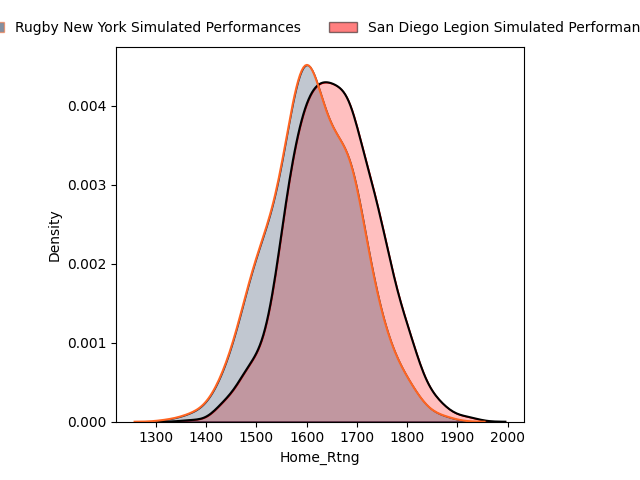 Rugby New York Simulated Performances San Diego Legion Simulated Performan
0.004
0.003
0.002
0.001
0.000
Density
1300 1400 1500 1600 1700 1800 1900 2000
Home_Rtng